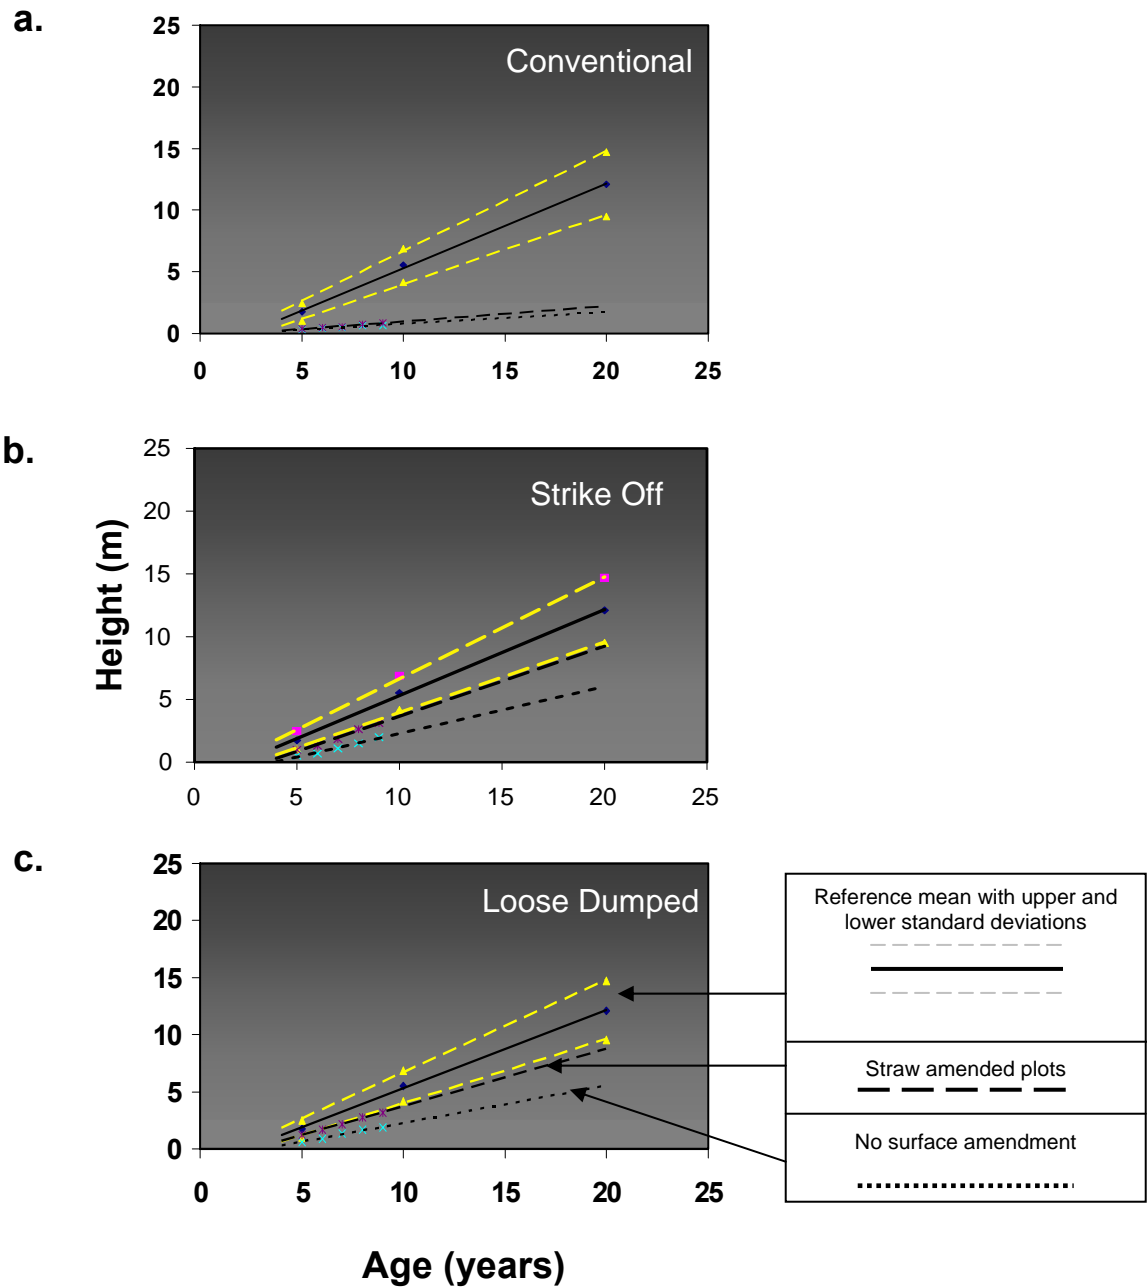 a.
25
20
15
10
5
0
Conventional
0 5 10 15 20 25
b.
25
20
15
10
5
0
Strike Off
0 5 10 15 20 25
Height (m)
c.
25
20
15
10
5
0
Loose Dumped
0 5 10 15 20 25
Age (years)
Reference mean with upper and
lower standard deviations
Straw amended plots
No surface amendment